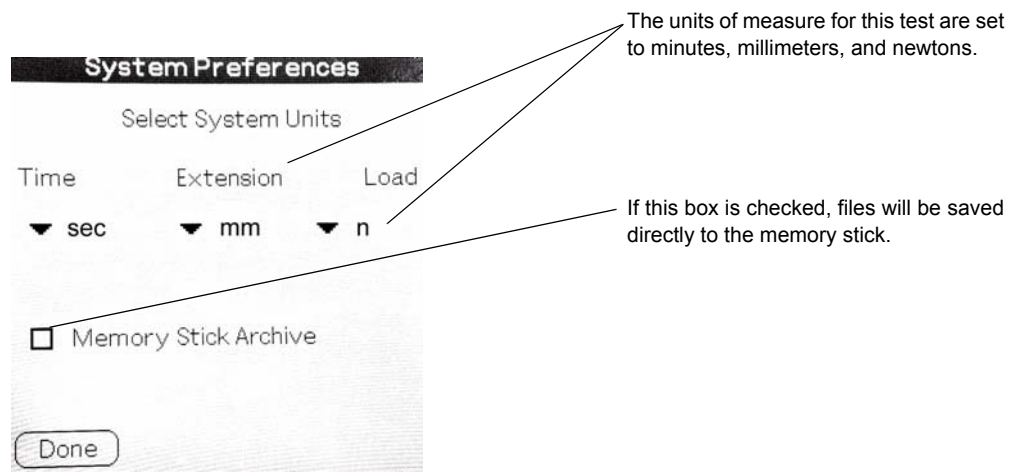 The units of measure for this test are set
to minutes, millimeters, and newtons.
System Preferences
Select System Units
Time Extension Load
sec mm n
If this box is checked, files will be saved
directly to the memory stick.
Memory Stick Archive
Done